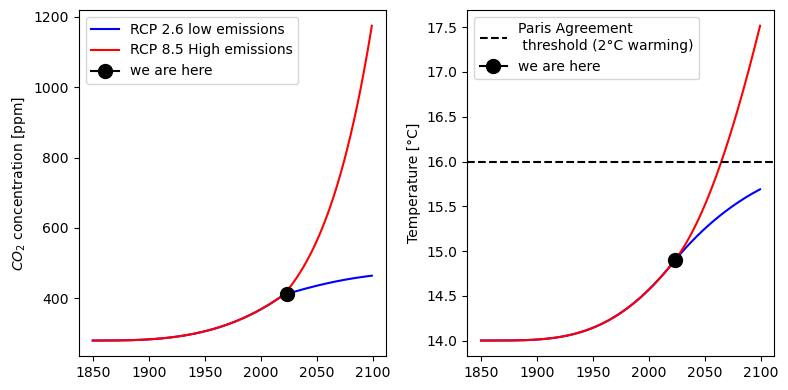 RCP 2.6 low emissions
RCP 8.5 High emissions
we are here
CO₂ concentration [ppm]
1200
1000
800
600
400
1850 1900 1950 2000 2050 2100
Paris Agreement
threshold (2°C warming)
we are here
Temperature [°C]
17.5
17.0
16.5
16.0
15.5
15.0
14.5
14.0
1850 1900 1950 2000 2050 2100